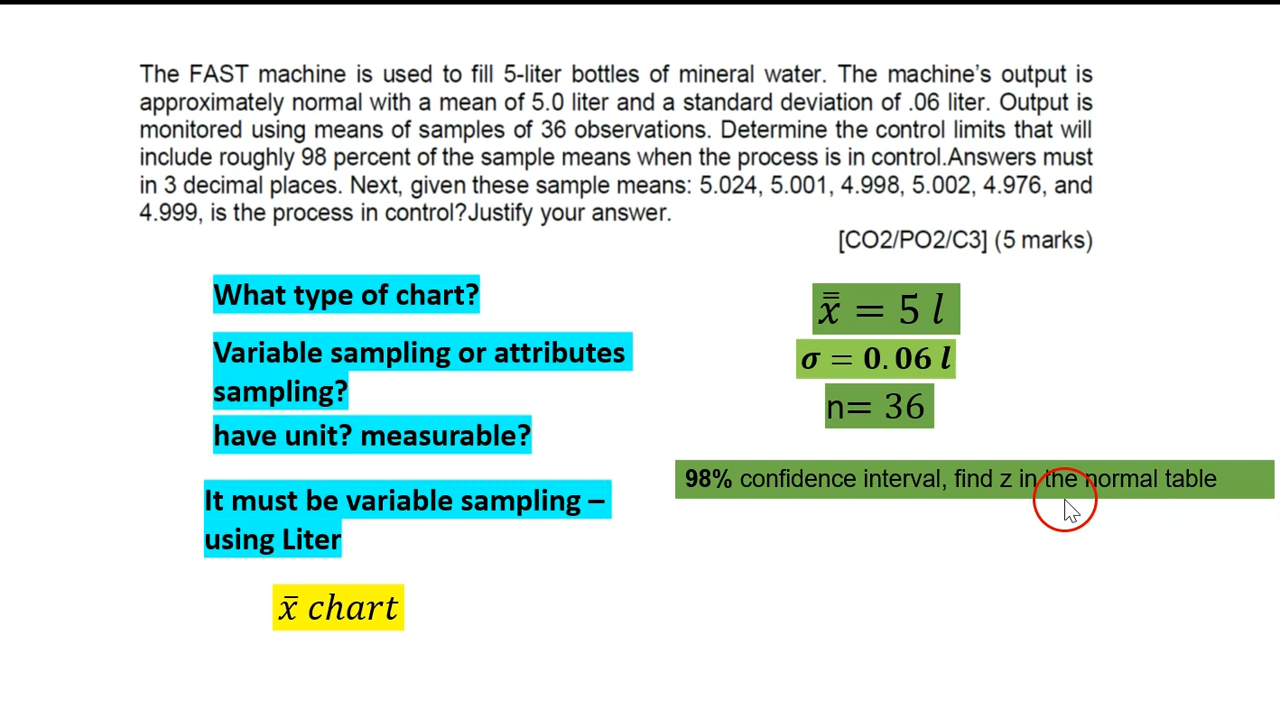 The FAST machine is used to fill 5-liter bottles of mineral water. The machine's output is
approximately normal with a mean of 5.0 liter and a standard deviation of .06 liter. Output is
monitored using means of samples of 36 observations. Determine the control limits that will
include roughly 98 percent of the sample means when the process is in control.Answers must
in 3 decimal places. Next, given these sample means: 5.024, 5.001, 4.998, 5.002, 4.976, and
4.999, is the process in control?Justify your answer.
[CO2/PO2/C3] (5 marks)
What type of chart?
Variable sampling or attributes
sampling?
have unit? measurable?
It must be variable sampling –
using Liter
x̄ chart
x̿ = 5 l
σ = 0.06 l
n= 36
98% confidence interval, find z in the normal table